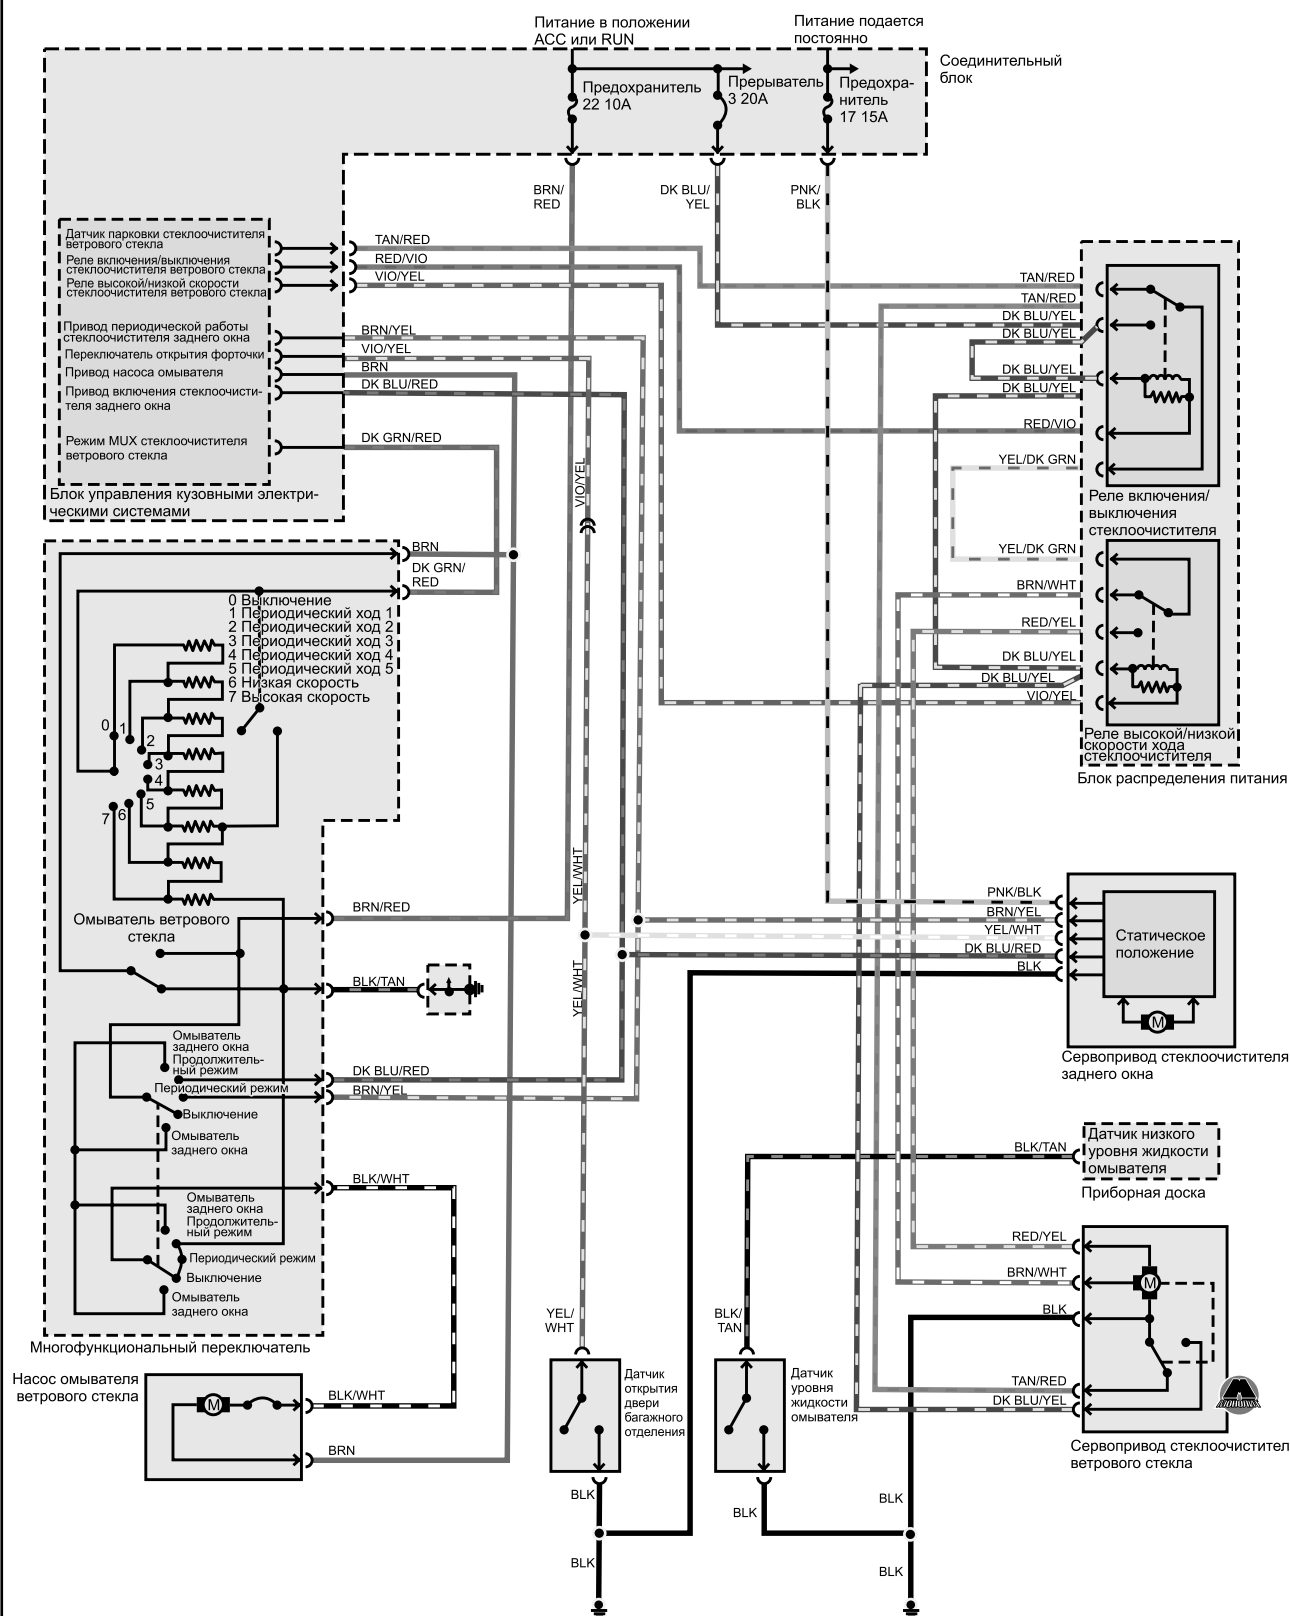 Питание в положении
ACC или RUN
Питание подается
постоянно
Соединительный
блок
Предохранитель
22 10A
Прерыватель
3 20A
Предохра-
нитель
17 15A
BRN/
RED
DK BLU/
YEL
PNK/
BLK
Датчик парковки стеклоочистителя
ветрового стекла
Реле включения/выключения
стеклоочистителя ветрового стекла
Реле высокой/низкой скорости
стеклоочистителя ветрового стекла
Привод периодической работы
стеклоочистителя заднего окна
Переключатель открытия форточки
Привод насоса омывателя
Привод включения стеклоочисти-
теля заднего окна
Режим MUX стеклоочистителя
ветрового стекла
Блок управления кузовными электри-
ческими системами
TAN/RED
RED/VIO
VIO/YEL
BRN/YEL
VIO/YEL
BRN
DK BLU/RED
DK GRN/RED
VIO/YEL
TAN/RED
TAN/RED
DK BLU/YEL
DK BLU/YEL
DK BLU/YEL
DK BLU/YEL
RED/VIO
YEL/DK GRN
Реле включения/
выключения
стеклоочистителя
YEL/DK GRN
BRN/WHT
RED/YEL
DK BLU/YEL
DK BLU/YEL
VIO/YEL
Реле высокой/низкой
скорости хода
стеклоочистителя
Блок распределения питания
BRN
DK GRN/
RED
0 Выключение
1 Периодический ход 1
2 Периодический ход 2
3 Периодический ход 3
4 Периодический ход 4
5 Периодический ход 5
6 Низкая скорость
7 Высокая скорость
0
1
2
3
4
5
6
7
Омыватель ветрового
стекла
BRN/RED
BLK/TAN
YEL/WHT
YEL/WHT
PNK/BLK
BRN/YEL
YEL/WHT
DK BLU/RED
BLK
Статическое
положение
M
Сервопривод стеклоочистителя
заднего окна
Омыватель
заднего окна
Продолжитель-
ный режим
Периодический режим
Выключение
Омыватель
заднего окна
DK BLU/RED
BRN/YEL
BLK/WHT
Омыватель
заднего окна
Продолжитель-
ный режим
Периодический режим
Выключение
Омыватель
заднего окна
Многофункциональный переключатель
BLK/TAN
Датчик низкого
уровня жидкости
омывателя
Приборная доска
RED/YEL
BRN/WHT
BLK
TAN/RED
DK BLU/YEL
M
Сервопривод стеклоочистител
ветрового стекла
Насос омывателя
ветрового стекла
M
BLK/WHT
BRN
YEL/
WHT
BLK/
TAN
Датчик
открытия
двери
багажного
отделения
Датчик
уровня
жидкости
омывателя
BLK
BLK
BLK
BLK
BLK